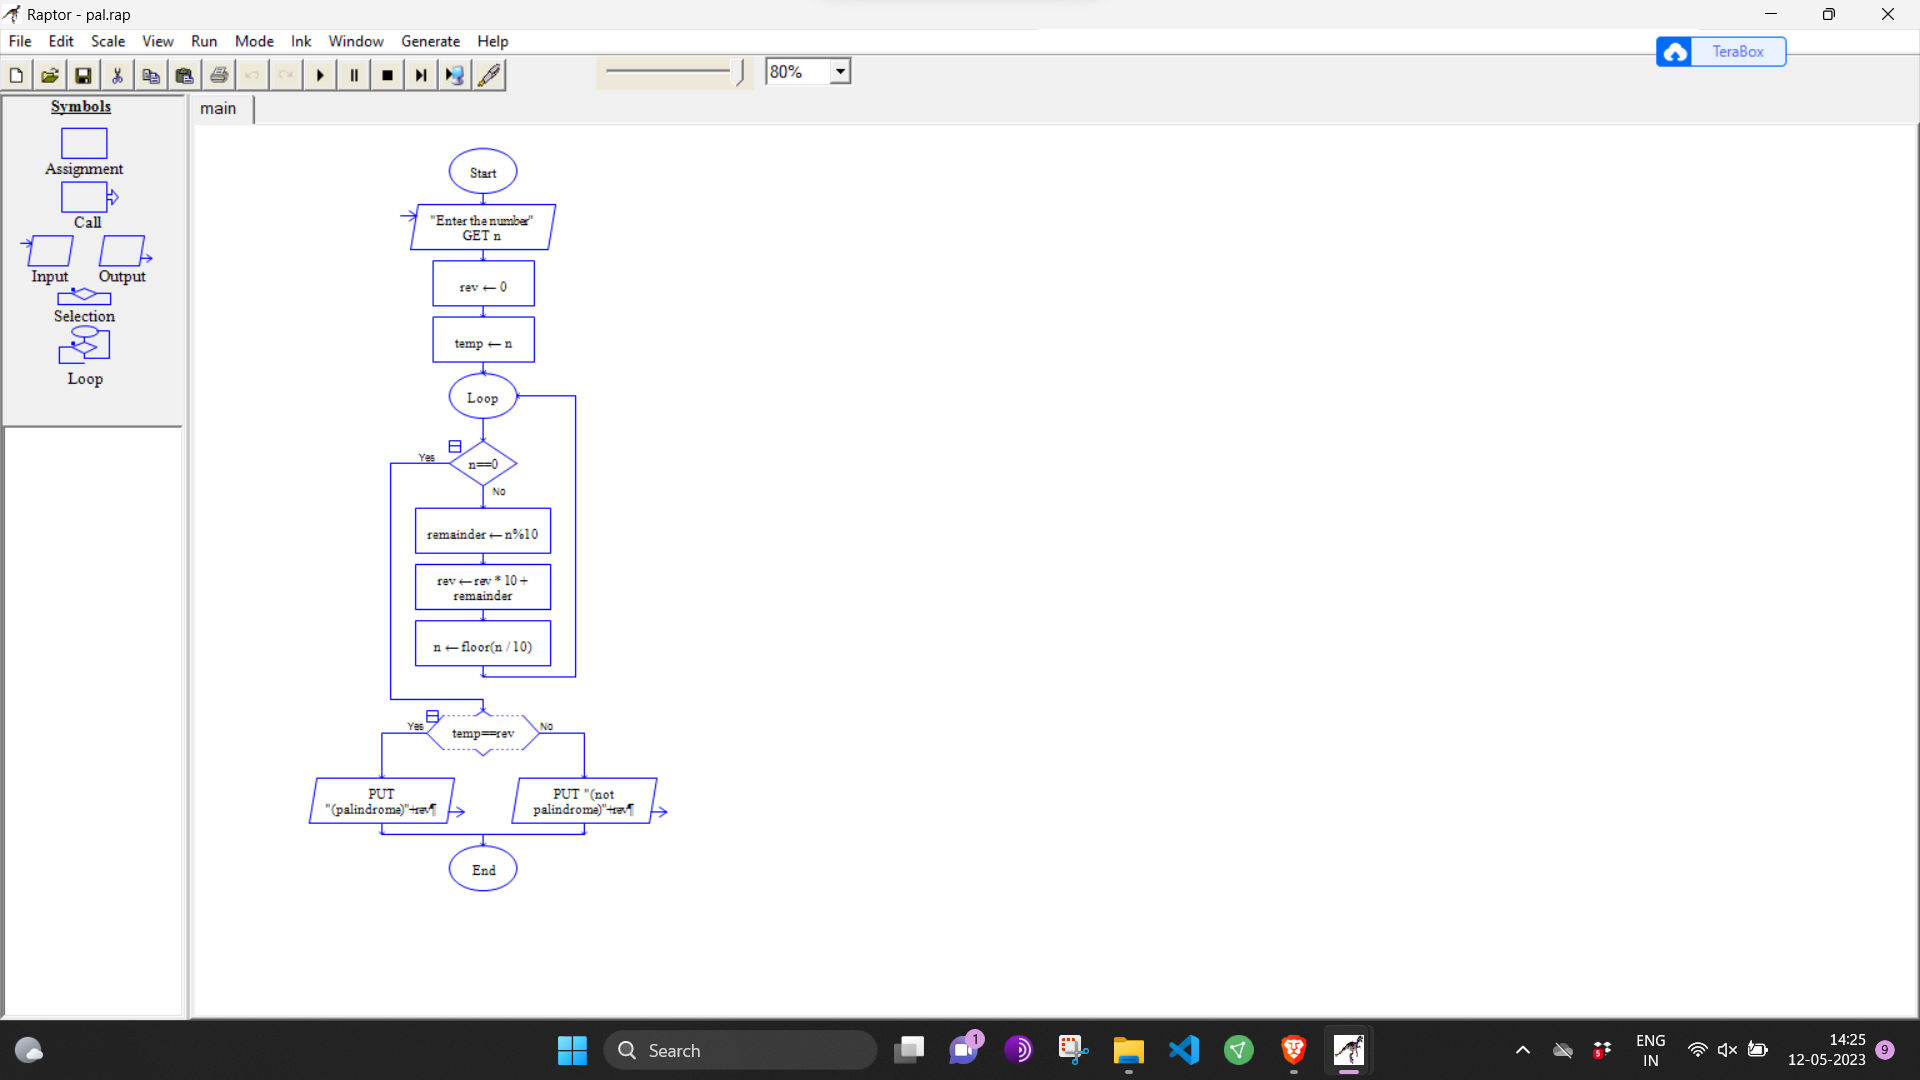 Raptor - pal.rap
File Edit Scale View Run Mode Ink Window Generate Help
TeraBox
80%
Symbols
main
Assignment
Call
Input Output
Selection
Loop
Start
"Enter the number"
GET n
rev ← 0
temp ← n
Loop
Yes
n==0
No
remainder ← n%10
rev ← rev * 10 +
remainder
n ← floor(n / 10)
Yes
temp==rev
No
PUT
"(palindrome)"+rev¶
PUT "(not
palindrome)"+rev¶
End
Search
1
5
ENG
IN
14:25
12-05-2023
9